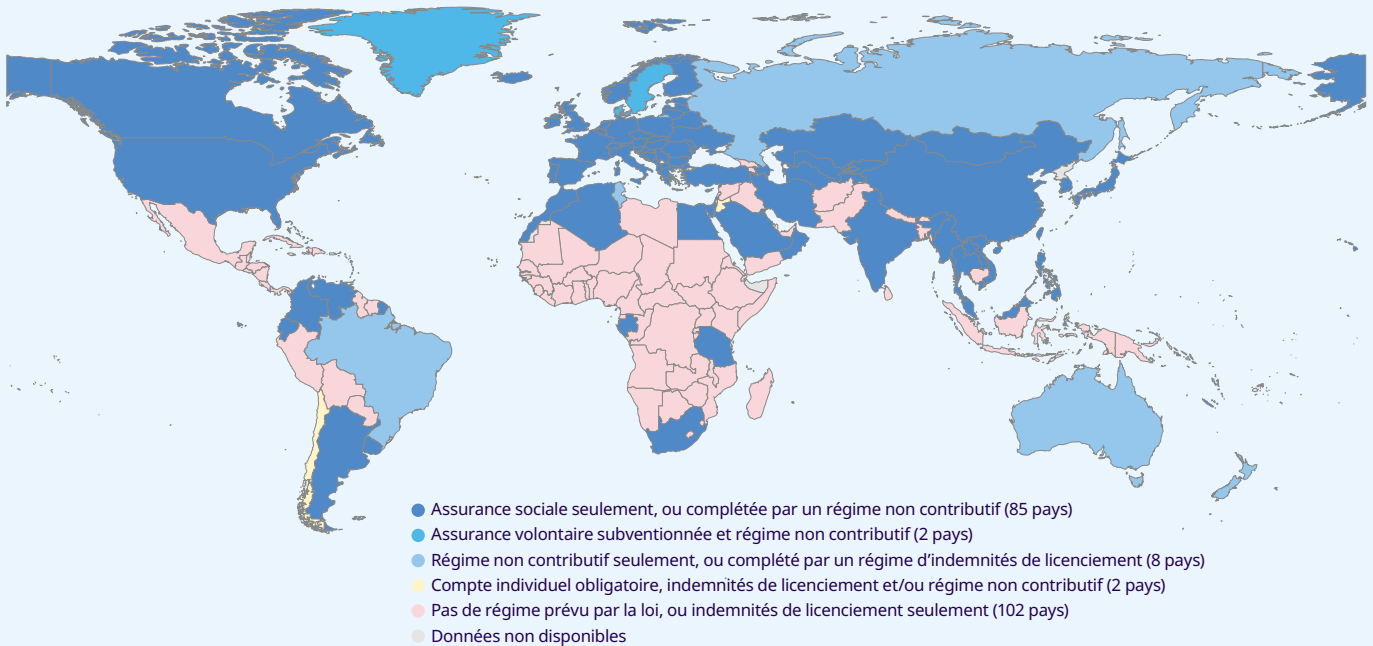 Assurance sociale seulement, ou complétée par un régime non contributif (85 pays)
Assurance volontaire subventionnée et régime non contributif (2 pays)
Régime non contributif seulement, ou complété par un régime d’indemnités de licenciement (8 pays)
Compte individuel obligatoire, indemnités de licenciement et/ou régime non contributif (2 pays)
Pas de régime prévu par la loi, ou indemnités de licenciement seulement (102 pays)
Données non disponibles